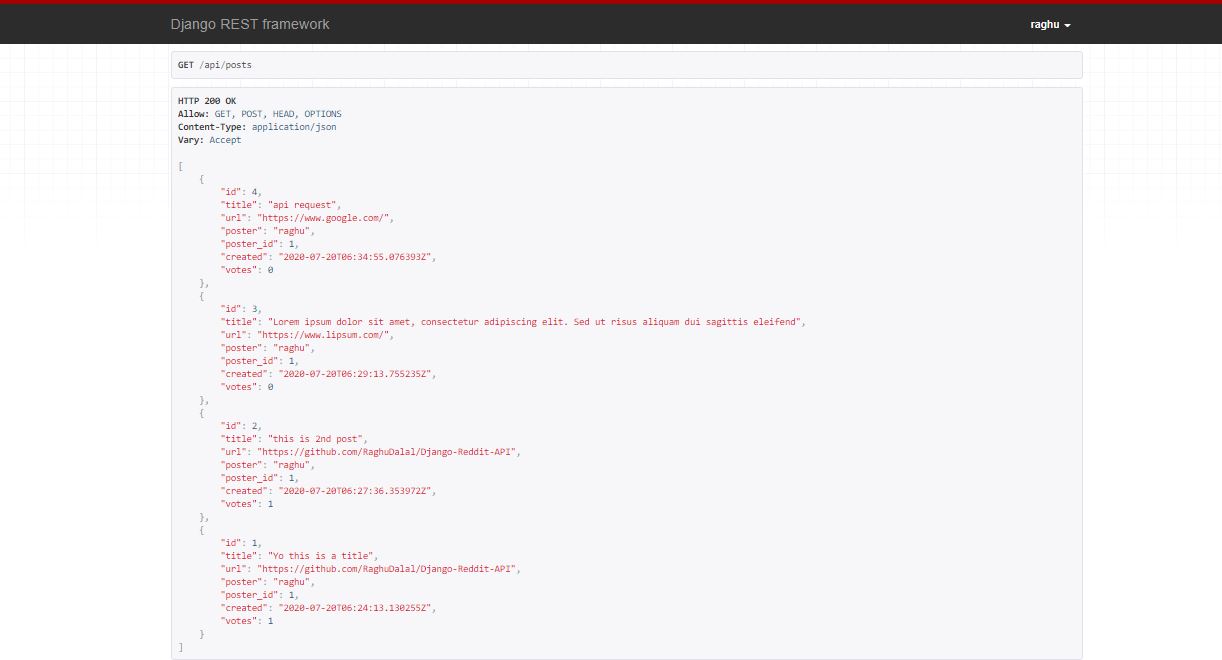 Django REST framework
raghu
GET /api/posts
HTTP 200 OK
Allow: GET, POST, HEAD, OPTIONS
Content-Type: application/json
Vary: Accept
[
    {
        "id": 4,
        "title": "api request",
        "url": "https://www.google.com/",
        "poster": "raghu",
        "poster_id": 1,
        "created": "2020-07-20T06:34:55.076393Z",
        "votes": 0
    },
    {
        "id": 3,
        "title": "Lorem ipsum dolor sit amet, consectetur adipiscing elit. Sed ut risus aliquam dui sagittis eleifend",
        "url": "https://www.lipsum.com/",
        "poster": "raghu",
        "poster_id": 1,
        "created": "2020-07-20T06:29:13.755235Z",
        "votes": 0
    },
    {
        "id": 2,
        "title": "this is 2nd post",
        "url": "https://github.com/RaghuDalal/Django-Reddit-API",
        "poster": "raghu",
        "poster_id": 1,
        "created": "2020-07-20T06:27:36.353972Z",
        "votes": 1
    },
    {
        "id": 1,
        "title": "Yo this is a title",
        "url": "https://github.com/RaghuDalal/Django-Reddit-API",
        "poster": "raghu",
        "poster_id": 1,
        "created": "2020-07-20T06:24:13.130255Z",
        "votes": 1
    }
]